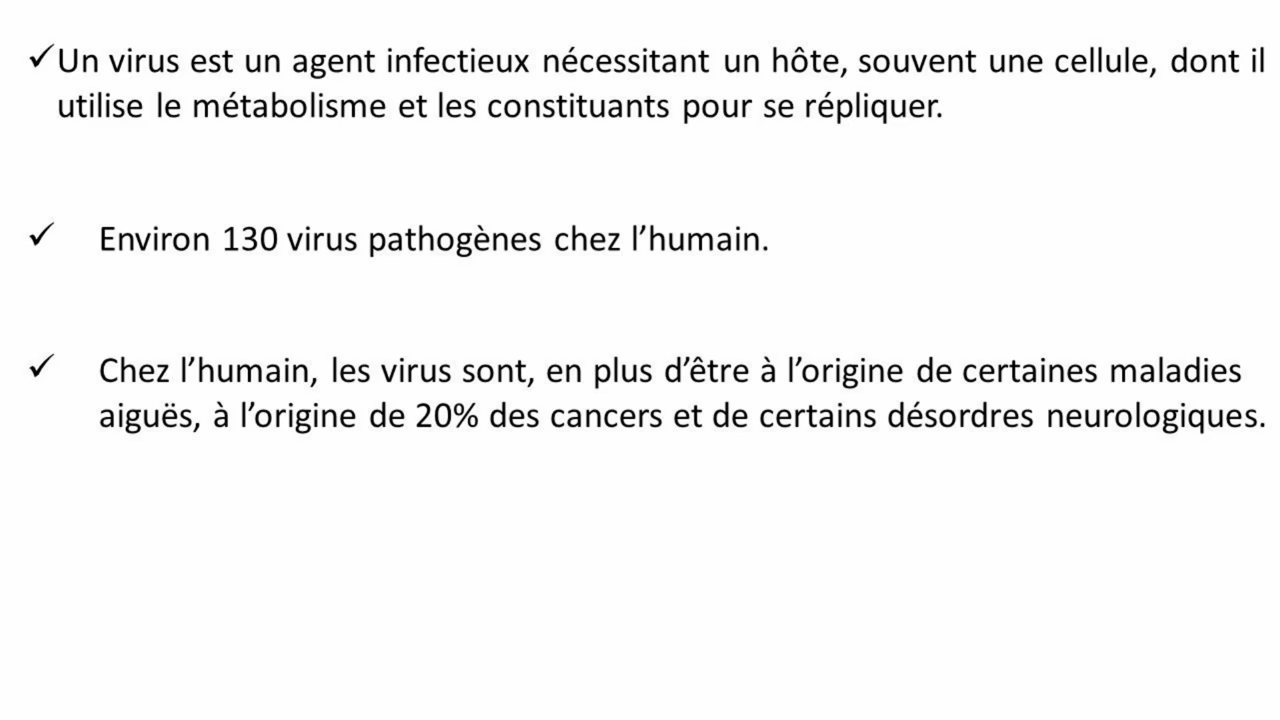 ✓Un virus est un agent infectieux nécessitant un hôte, souvent une cellule, dont il
utilise le métabolisme et les constituants pour se répliquer.
✓ Environ 130 virus pathogènes chez l’humain.
✓ Chez l’humain, les virus sont, en plus d’être à l’origine de certaines maladies
aiguës, à l’origine de 20% des cancers et de certains désordres neurologiques.